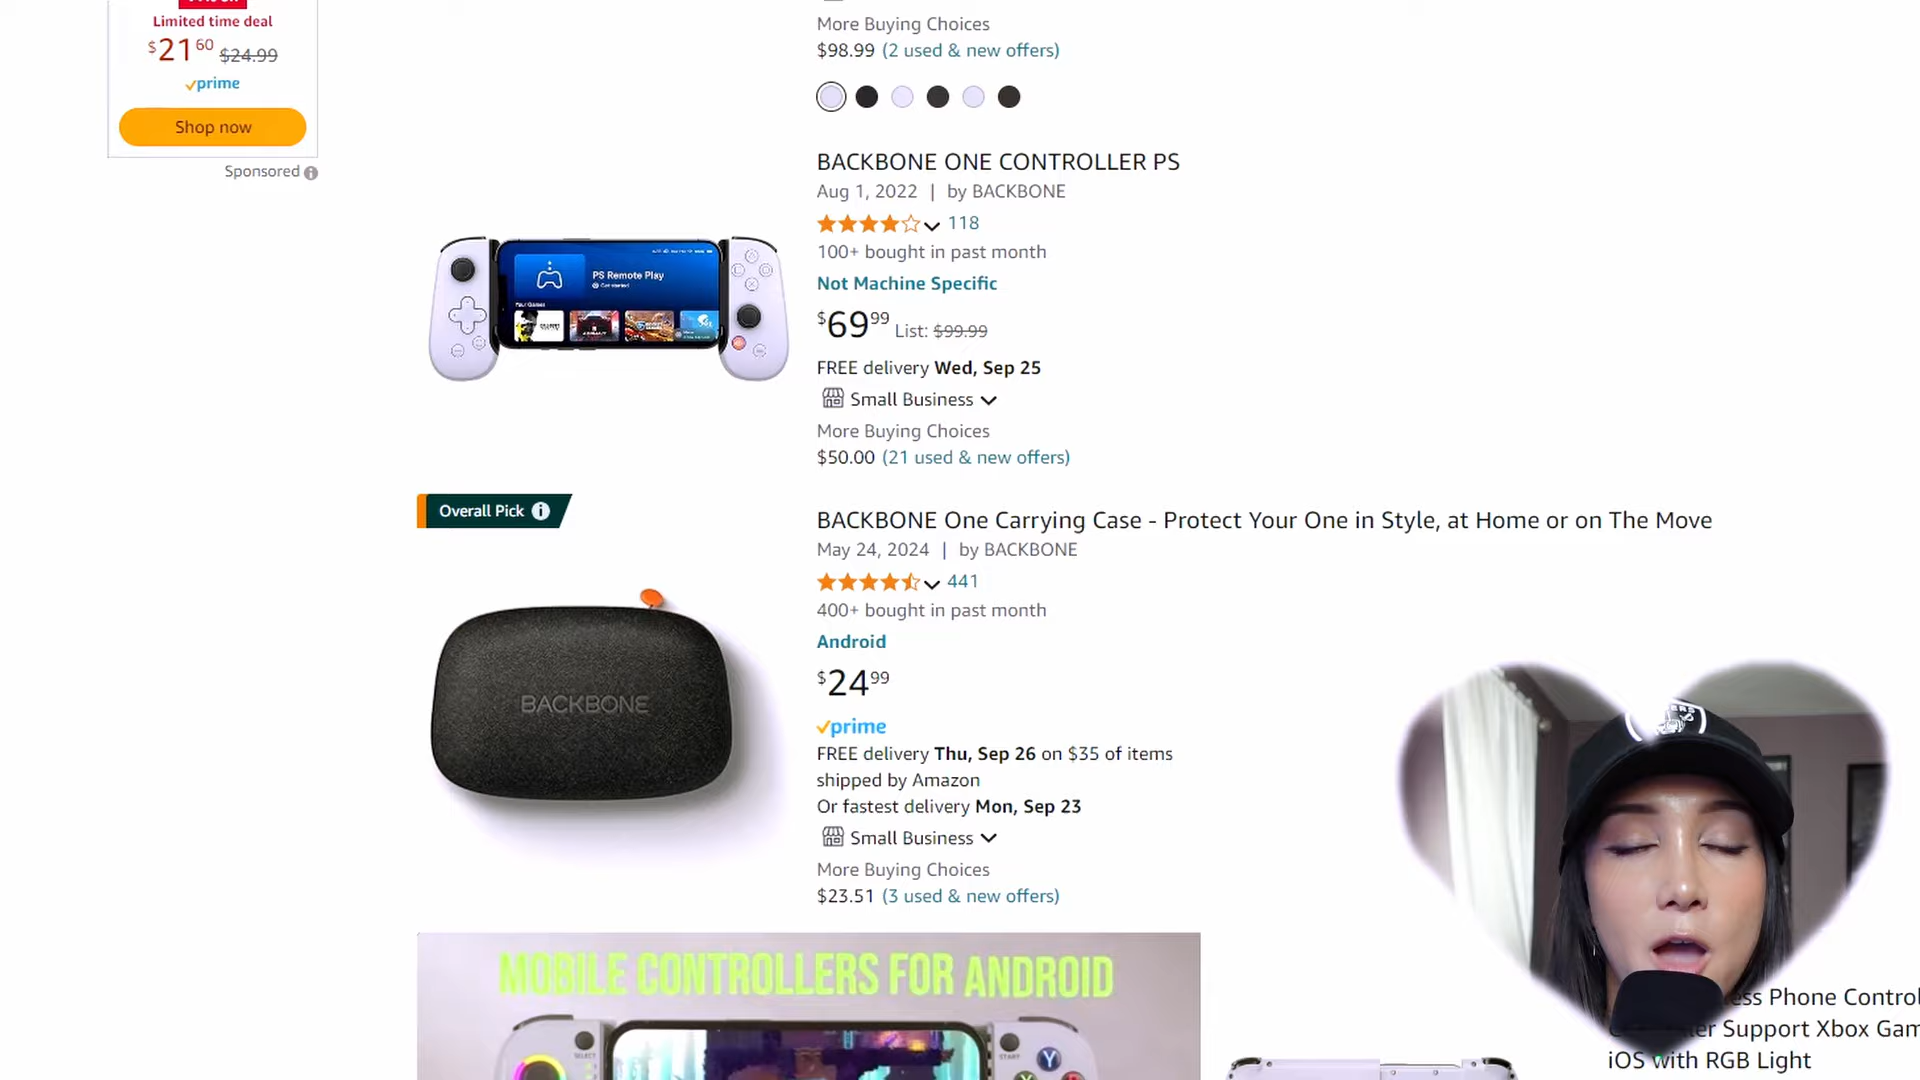 Limited time deal
$21 60 $24.99
prime
Shop now
Sponsored
More Buying Choices
$98.99 (2 used & new offers)
BACKBONE ONE CONTROLLER PS
Aug 1, 2022 | by BACKBONE
118
100+ bought in past month
Not Machine Specific
$69 99 List: $99.99
FREE delivery Wed, Sep 25
Small Business
More Buying Choices
$50.00 (21 used & new offers)
PS Remote Play
Overall Pick
BACKBONE One Carrying Case - Protect Your One in Style, at Home or on The Move
May 24, 2024 | by BACKBONE
441
400+ bought in past month
Android
$24 99
prime
FREE delivery Thu, Sep 26 on $35 of items
shipped by Amazon
Or fastest delivery Mon, Sep 23
Small Business
More Buying Choices
$23.51 (3 used & new offers)
BACKBONE
MOBILE CONTROLLERS FOR ANDROID
SELECT
START
Y
Phone Control
Support Xbox Gam
iOS with RGB Light